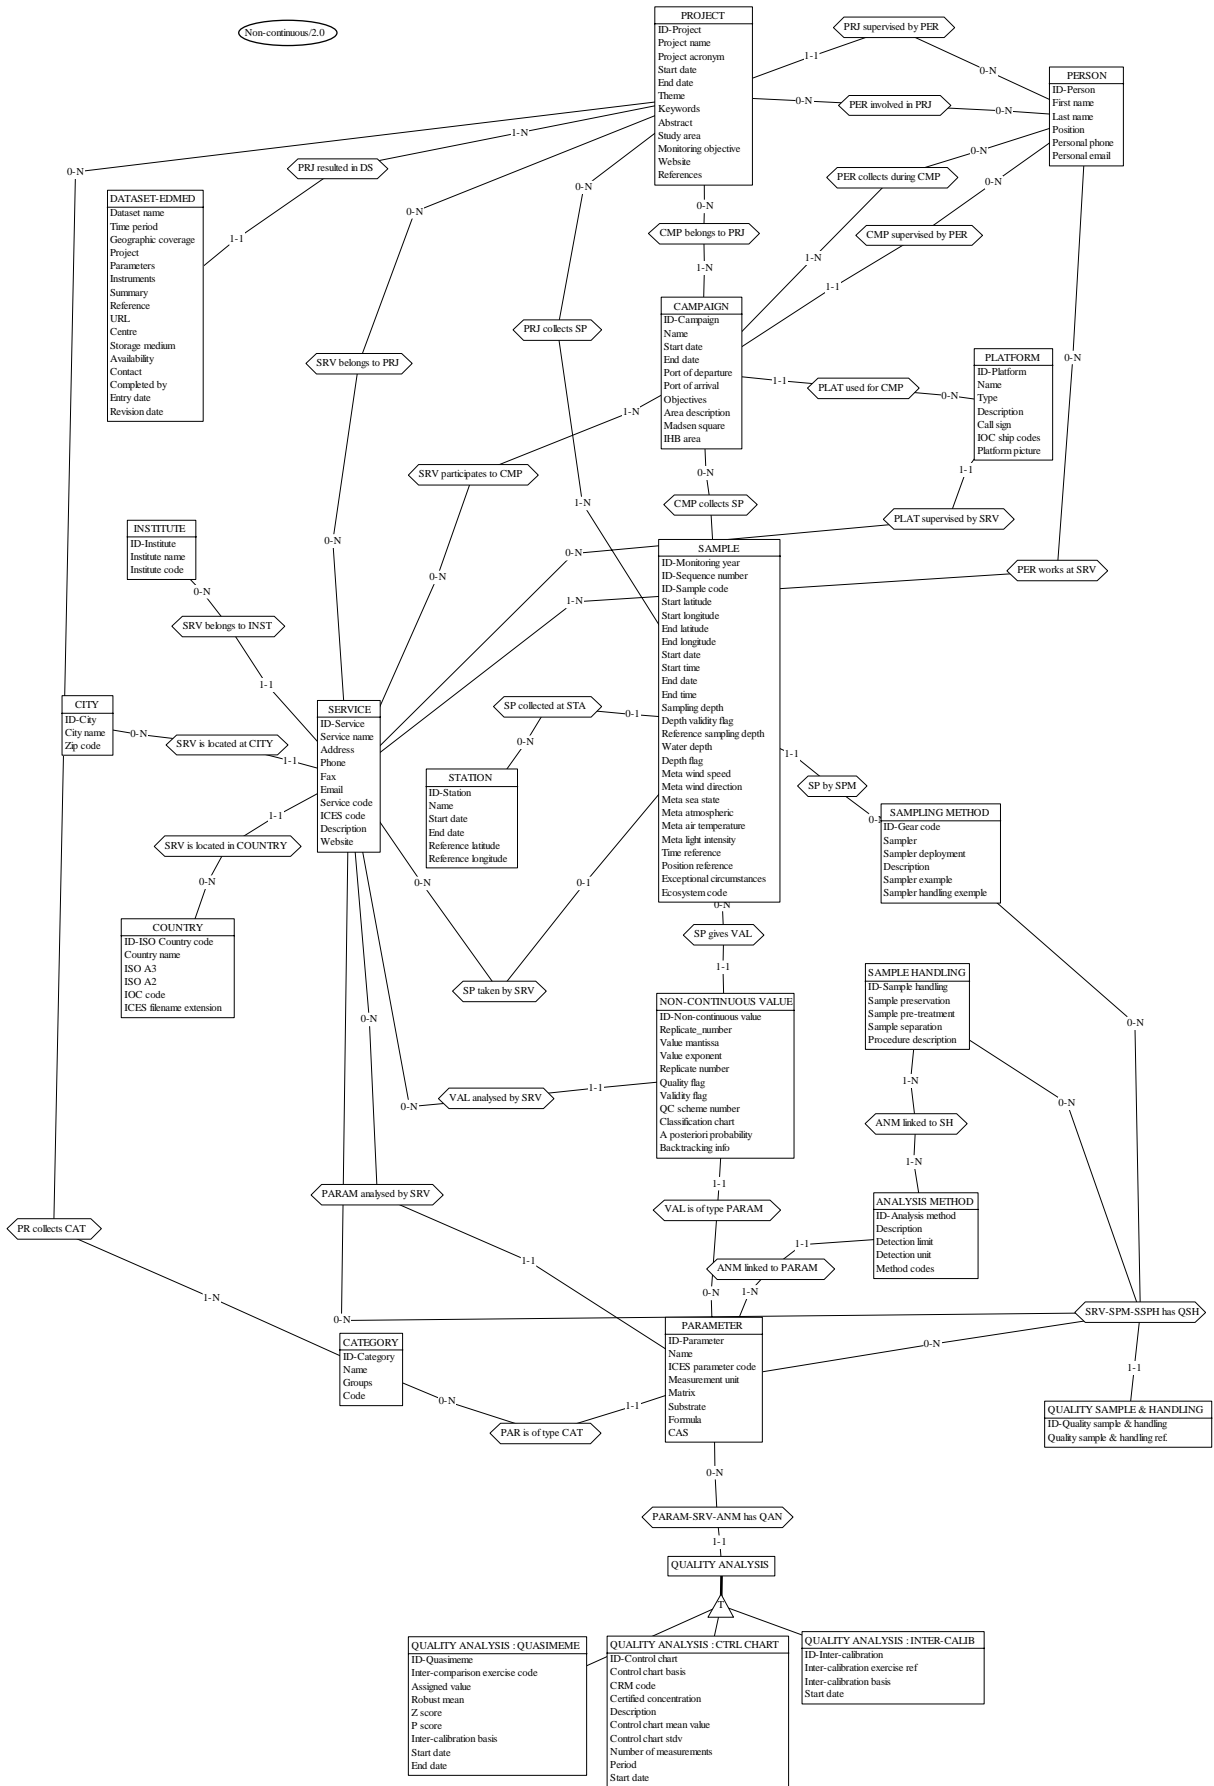 Non-continuous/2.0
PROJECT
ID-Project
Project name
Project acronym
Start date
End date
Theme
Keywords
Abstract
Study area
Monitoring objective
Website
References
PRJ supervised by PER
1-1
0-N
PERSON
ID-Person
First name
Last name
Position
Personal phone
Personal email
0-N
PER involved in PRJ
0-N
0-N
1-N
PRJ resulted in DS
1-1
0-N
0-N
PER collects during CMP
0-N
1-N
CMP supervised by PER
0-N
1-1
0-N
CMP belongs to PRJ
1-N
DATASET-EDMED
Dataset name
Time period
Geographic coverage
Project
Parameters
Instruments
Summary
Reference
URL
Centre
Storage medium
Availability
Contact
Completed by
Entry date
Revision date
CAMPAIGN
ID-Campaign
Name
Start date
End date
Port of departure
Port of arrival
Objectives
Area description
Madsen square
IHB area
PRJ collects SP
SRV belongs to PRJ
PLATFORM
ID-Platform
Name
Type
Description
Call sign
IOC ship codes
Platform picture
0-N
1-1
PLAT used for CMP
0-N
1-N
SRV participates to CMP
0-N
1-1
1-N
CMP collects SP
PLAT supervised by SRV
0-N
0-N
INSTITUTE
ID-Institute
Institute name
Institute code
0-N
SRV belongs to INST
1-1
0-N
1-N
PER works at SRV
SAMPLE
ID-Monitoring year
ID-Sequence number
ID-Sample code
Start latitude
Start longitude
End latitude
End longitude
Start date
Start time
End date
End time
Sampling depth
Depth validity flag
Reference sampling depth
Water depth
Depth flag
Meta wind speed
Meta wind direction
Meta sea state
Meta atmospheric
Meta air temperature
Meta light intensity
Time reference
Position reference
Exceptional circumstances
Ecosystem code
CITY
ID-City
City name
Zip code
0-N
SRV is located at CITY
1-1
SERVICE
ID-Service
Service name
Address
Phone
Fax
Email
Service code
ICES code
Description
Website
SP collected at STA
0-1
0-N
STATION
ID-Station
Name
Start date
End date
Reference latitude
Reference longitude
1-1
SP by SPM
SAMPLING METHOD
ID-Gear code
Sampler
Sampler deployment
Description
Sampler example
Sampler handling exemple
1-1
SRV is located in COUNTRY
0-N
COUNTRY
ID-ISO Country code
Country name
ISO A3
ISO A2
IOC code
ICES filename extension
0-N
0-1
SP taken by SRV
0-N
SP gives VAL
1-1
SAMPLE HANDLING
ID-Sample handling
Sample preservation
Sample pre-treatment
Sample separation
Procedure description
NON-CONTINUOUS VALUE
ID-Non-continuous value
Replicate_number
Value mantissa
Value exponent
Replicate number
Quality flag
Validity flag
QC scheme number
Classification chart
A posteriori probability
Backtracking info
0-N
0-N
1-N
0-N
VAL analysed by SRV
1-1
0-N
ANM linked to SH
1-N
PARAM analysed by SRV
1-1
VAL is of type PARAM
ANALYSIS METHOD
ID-Analysis method
Description
Detection limit
Detection unit
Method codes
PR collects CAT
1-1
1-1
ANM linked to PARAM
1-N
0-N
1-N
0-N
SRV-SPM-SSPH has QSH
PARAMETER
ID-Parameter
Name
ICES parameter code
Measurement unit
Matrix
Substrate
Formula
CAS
CATEGORY
ID-Category
Name
Groups
Code
0-N
1-1
0-N
1-1
PAR is of type CAT
QUALITY SAMPLE & HANDLING
ID-Quality sample & handling
Quality sample & handling ref.
0-N
PARAM-SRV-ANM has QAN
1-1
QUALITY ANALYSIS
T
QUALITY ANALYSIS : QUASIMEME
ID-Quasimeme
Inter-comparison exercise code
Assigned value
Robust mean
Z score
P score
Inter-calibration basis
Start date
End date
QUALITY ANALYSIS : CTRL CHART
ID-Control chart
Control chart basis
CRM code
Certified concentration
Description
Control chart mean value
Control chart stdv
Number of measurements
Period
Start date
QUALITY ANALYSIS : INTER-CALIB
ID-Inter-calibration
Inter-calibration exercise ref
Inter-calibration basis
Start date